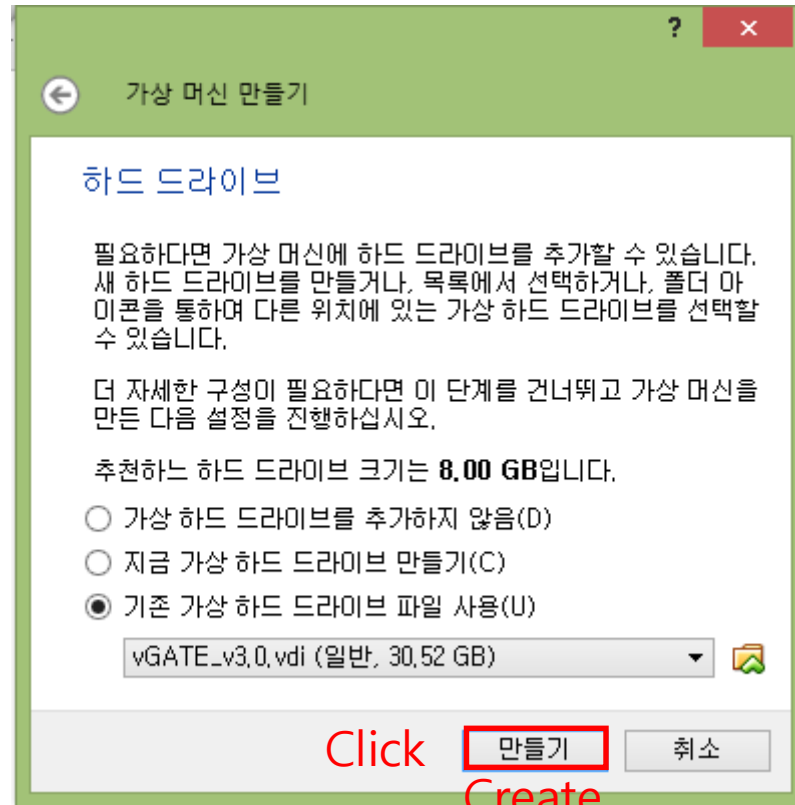 ?
가상 머신 만들기
하드 드라이브
필요하다면 가상 머신에 하드 드라이브를 추가할 수 있습니다.
새 하드 드라이브를 만들거나, 목록에서 선택하거나, 폴더 아
이콘을 통하여 다른 위치에 있는 가상 하드 드라이브를 선택할
수 있습니다.
더 자세한 구성이 필요하다면 이 단계를 건너뛰고 가상 머신을
만든 다음 설정을 진행하십시오.
추천하느 하드 드라이브 크기는 8.00 GB입니다.
가상 하드 드라이브를 추가하지 않음(D)
지금 가상 하드 드라이브 만들기(C)
기존 가상 하드 드라이브 파일 사용(U)
vGATE_v3.0.vdi (일반, 30.52 GB)
Click 만들기 취소
Create